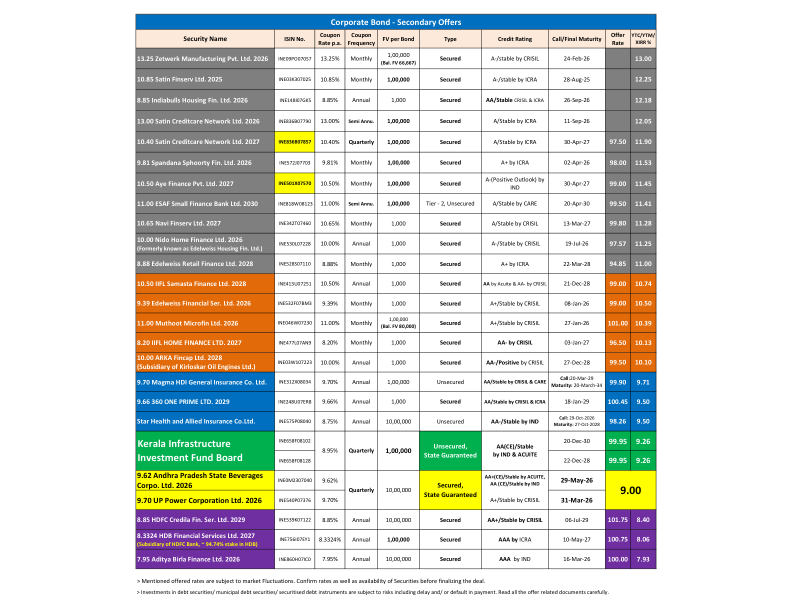 Corporate Bond - Secondary Offers
Security Name ISIN No. Coupon Rate p.a. Coupon Frequency FV per Bond Type Credit Rating Call/Final Maturity Offer Rate YTC/YTM/ XIRR %
13.25 Zetwerk Manufacturing Pvt. Ltd. 2026 INE0PFO07057 13.25% Monthly 1,00,000 (Bal. FV 66,667) Secured A-/stable by CRISIL 24-Feb-26 13.00
10.85 Satin Finserv Ltd. 2025 INE03K307025 10.85% Monthly 1,00,000 Secured A-/stable by ICRA 28-Aug-25 12.25
8.85 Indiabulls Housing Fin. Ltd. 2026 INE148I07GK5 8.85% Annual 1,000 Secured AA/Stable CRISIL & ICRA 26-Sep-26 12.18
13.00 Satin Creditcare Network Ltd. 2026 INE836B07790 13.00% Semi Annu. 1,00,000 Secured A/Stable by ICRA 11-Sep-26 12.05
10.40 Satin Creditcare Network Ltd. 2027 INE836B07857 10.40% Quarterly 1,00,000 Secured A/Stable by ICRA 30-Apr-27 97.50 11.90
9.81 Spandana Sphoorty Fin. Ltd. 2026 INE572J07703 9.81% Monthly 1,00,000 Secured A+ by ICRA 02-Apr-26 98.00 11.53
10.50 Aye Finance Pvt. Ltd. 2027 INE501X07570 10.50% Monthly 1,00,000 Secured A-(Positive Outlook) by IND 30-Apr-27 99.00 11.45
11.00 ESAF Small Finance Bank Ltd. 2030 INE818W08123 11.00% Semi Annu. 1,00,000 Tier - 2, Unsecured A/Stable by CARE 20-Apr-30 99.50 11.41
10.65 Navi Finserv Ltd. 2027 INE342T07460 10.65% Monthly 1,000 Secured A/Stable by CRISIL 13-Mar-27 99.80 11.28
10.00 Nido Home Finance Ltd. 2026 (Formerly known as Edelweiss Housing Fin. Ltd.) INE530L07228 10.00% Annual 1,000 Secured A-/Stable by CRISIL 19-Jul-26 97.57 11.25
8.88 Edelweiss Retail Finance Ltd. 2028 INE528S07110 8.88% Monthly 1,000 Secured A+ by ICRA 22-Mar-28 94.85 11.00
10.50 IIFL Samasta Finance Ltd. 2028 INE413U07251 10.50% Annual 1,000 Secured AA by Acuite & AA- by CRISIL 21-Dec-28 99.00 10.74
9.39 Edelweiss Financial Ser. Ltd. 2026 INE532F07BM3 9.39% Monthly 1,000 Secured A+/Stable by CRISIL 08-Jan-26 99.00 10.50
11.00 Muthoot Microfin Ltd. 2026 INE046W07230 11.00% Monthly 1,00,000 (Bal. FV 80,000) Secured A+/Stable by CRISIL 27-Jan-26 101.00 10.39
8.20 IIFL HOME FINANCE LTD. 2027 INE477L07AN9 8.20% Monthly 1,000 Secured AA- by CRISIL 03-Jan-27 96.50 10.13
10.00 ARKA Fincap Ltd. 2028 (Subsidiary of Kirloskar Oil Engines Ltd.) INE03W107223 10.00% Annual 1,000 Secured AA-/Positive by CRISIL 27-Dec-28 99.50 10.10
9.70 Magma HDI General Insurance Co. Ltd. INE312X08034 9.70% Annual 1,00,000 Unsecured AA/Stable by CRISIL & CARE Call:20-Mar-29 Maturity: 20-March-34 99.90 9.71
9.66 360 ONE PRIME LTD. 2029 INE248U07ER8 9.66% Annual 1,000 Secured AA/Stable by CRISIL & ICRA 18-Jan-29 100.45 9.50
Star Health and Allied Insurance Co.Ltd. INE575P08040 8.75% Annual 10,00,000 Unsecured AA-/Stable by IND Call: 29-Oct-2026 Maturity: 27-Oct-2028 98.26 9.50
Kerala Infrastructure Investment Fund Board INE658F08102 8.95% Quarterly 1,00,000 Unsecured, State Guaranteed AA(CE)/Stable by IND & ACUITE 20-Dec-30 99.95 9.26
INE658F08128 22-Dec-28 99.95 9.26
9.62 Andhra Pradesh State Beverages Corpo. Ltd. 2026 INE0M2307040 9.62% Quarterly 10,00,000 Secured, State Guaranteed AA+(CE)/Stable by ACUITE, AA (CE)/Stable by IND 29-May-26 9.00
9.70 UP Power Corporation Ltd. 2026 INE540P07376 9.70% A+/Stable by CRISIL 31-Mar-26
8.85 HDFC Credila Fin. Ser. Ltd. 2029 INE539K07122 8.85% Annual 10,00,000 Secured AA+/Stable by CRISIL 06-Jul-29 101.75 8.40
8.3324 HDB Financial Services Ltd. 2027 (Subsidiary of HDFC Bank, ~ 94.74% stake in HDB) INE756I07EY1 8.3324% Annual 1,00,000 Secured AAA by ICRA 10-May-27 100.75 8.06
7.95 Aditya Birla Finance Ltd. 2026 INE860H07IC0 7.95% Annual 10,00,000 Secured AAA by IND 16-Mar-26 100.00 7.93
> Mentioned offered rates are subject to market Fluctuations. Confirm rates as well as availability of Securities before finalizing the deal.
> Investments in debt securities/ municipal debt securities/ securitised debt instruments are subject to risks including delay and/ or default in payment. Read all the offer related documents carefully.